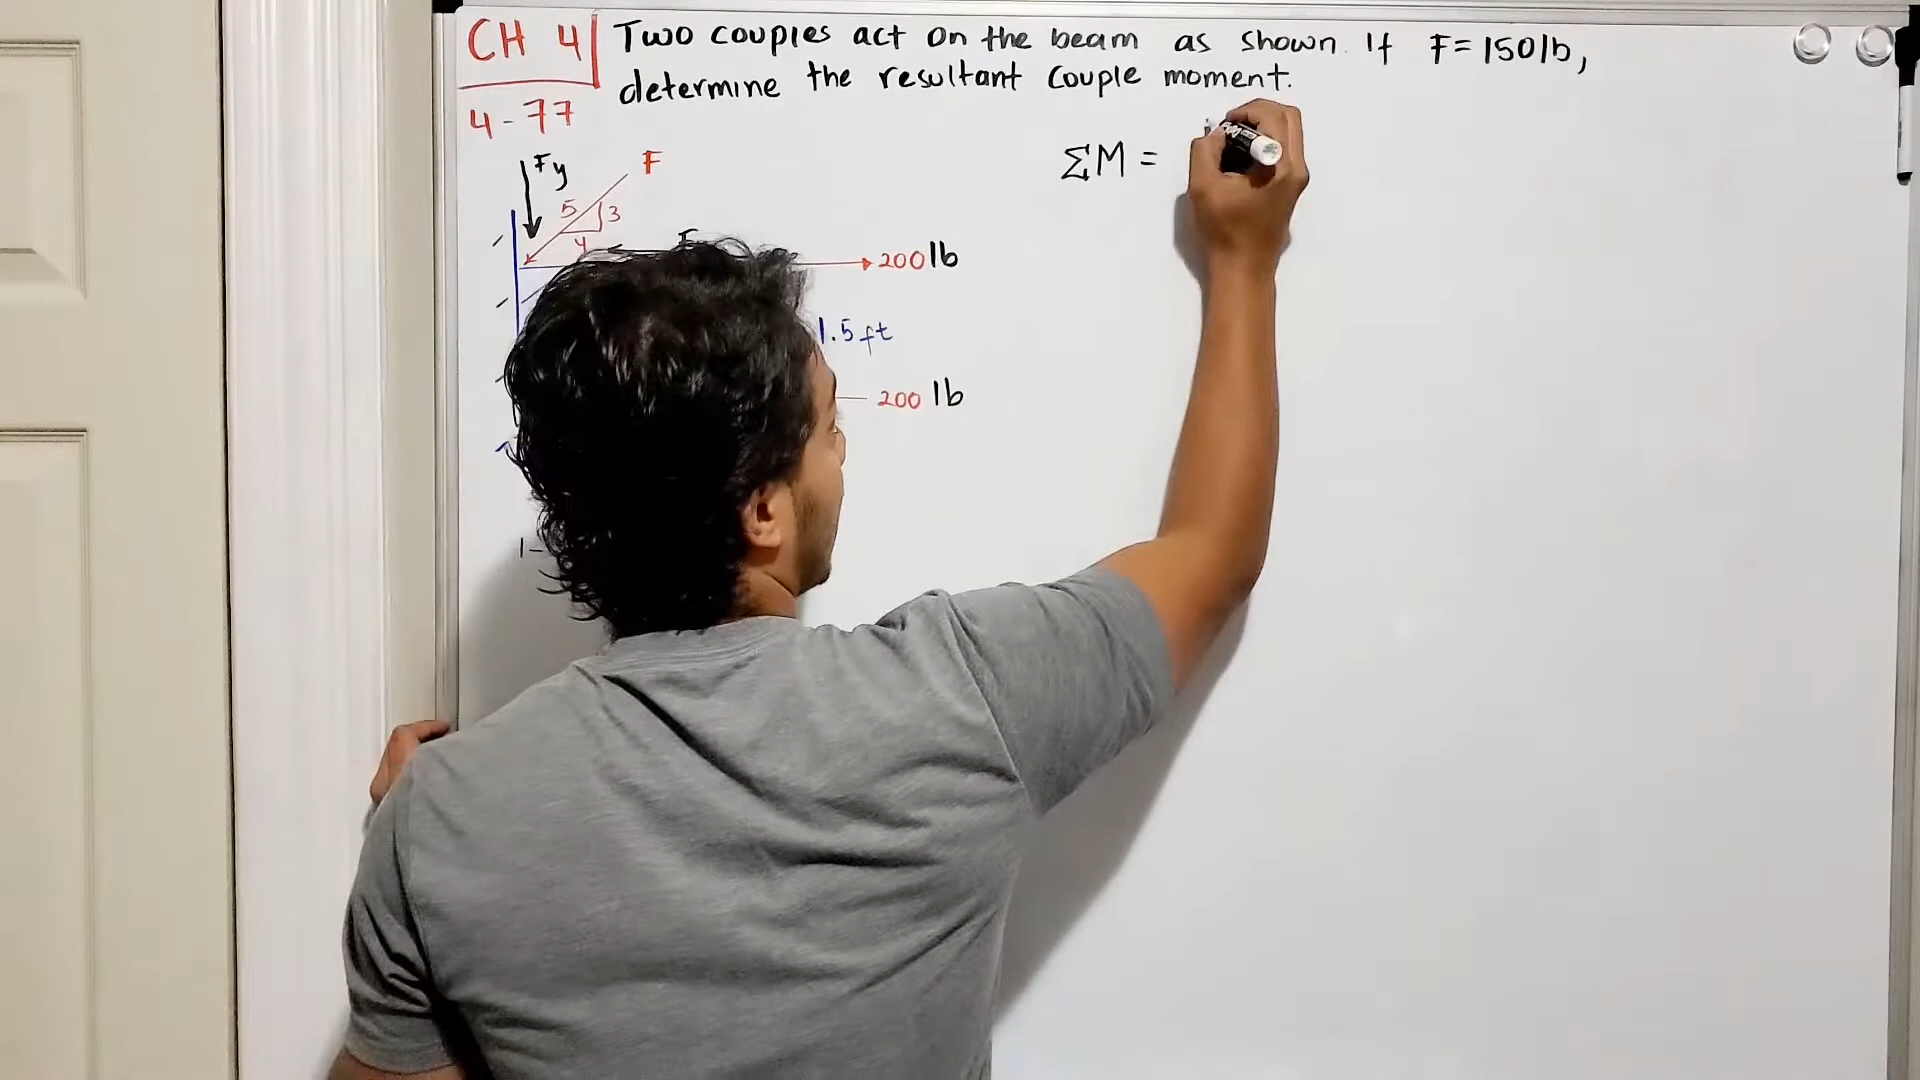 CH 4
Two couples act on the beam as shown. If F = 150 lb,
determine the resultant couple moment.
4-77
ΣM =
Fy
F
5
3
4
200 lb
1.5 ft
200 lb